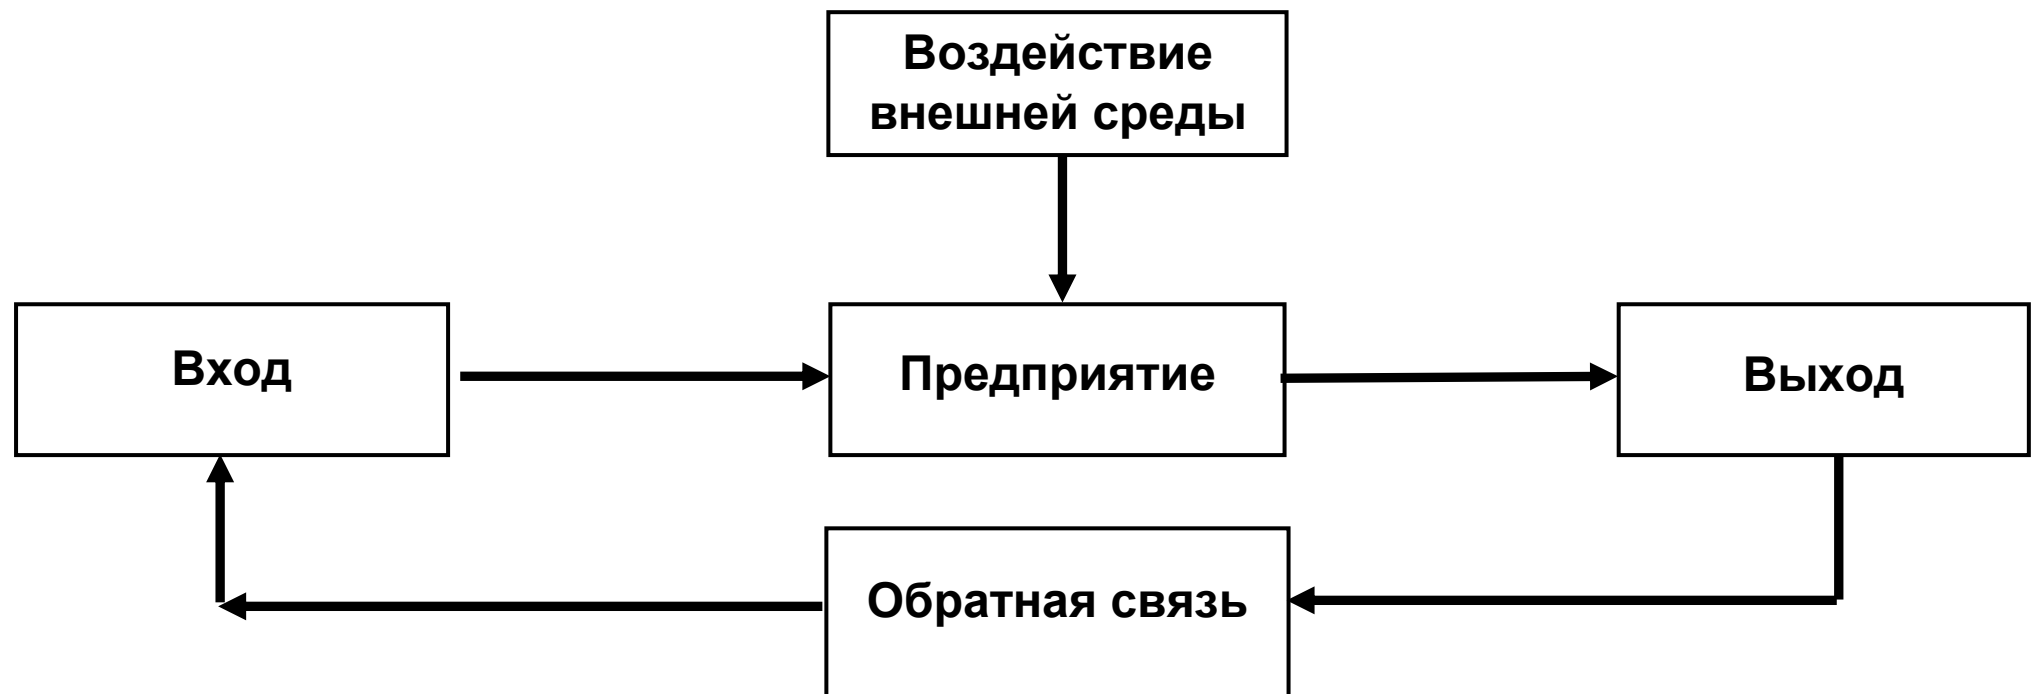 Воздействие
внешней среды
Вход
Предприятие
Выход
Обратная связь